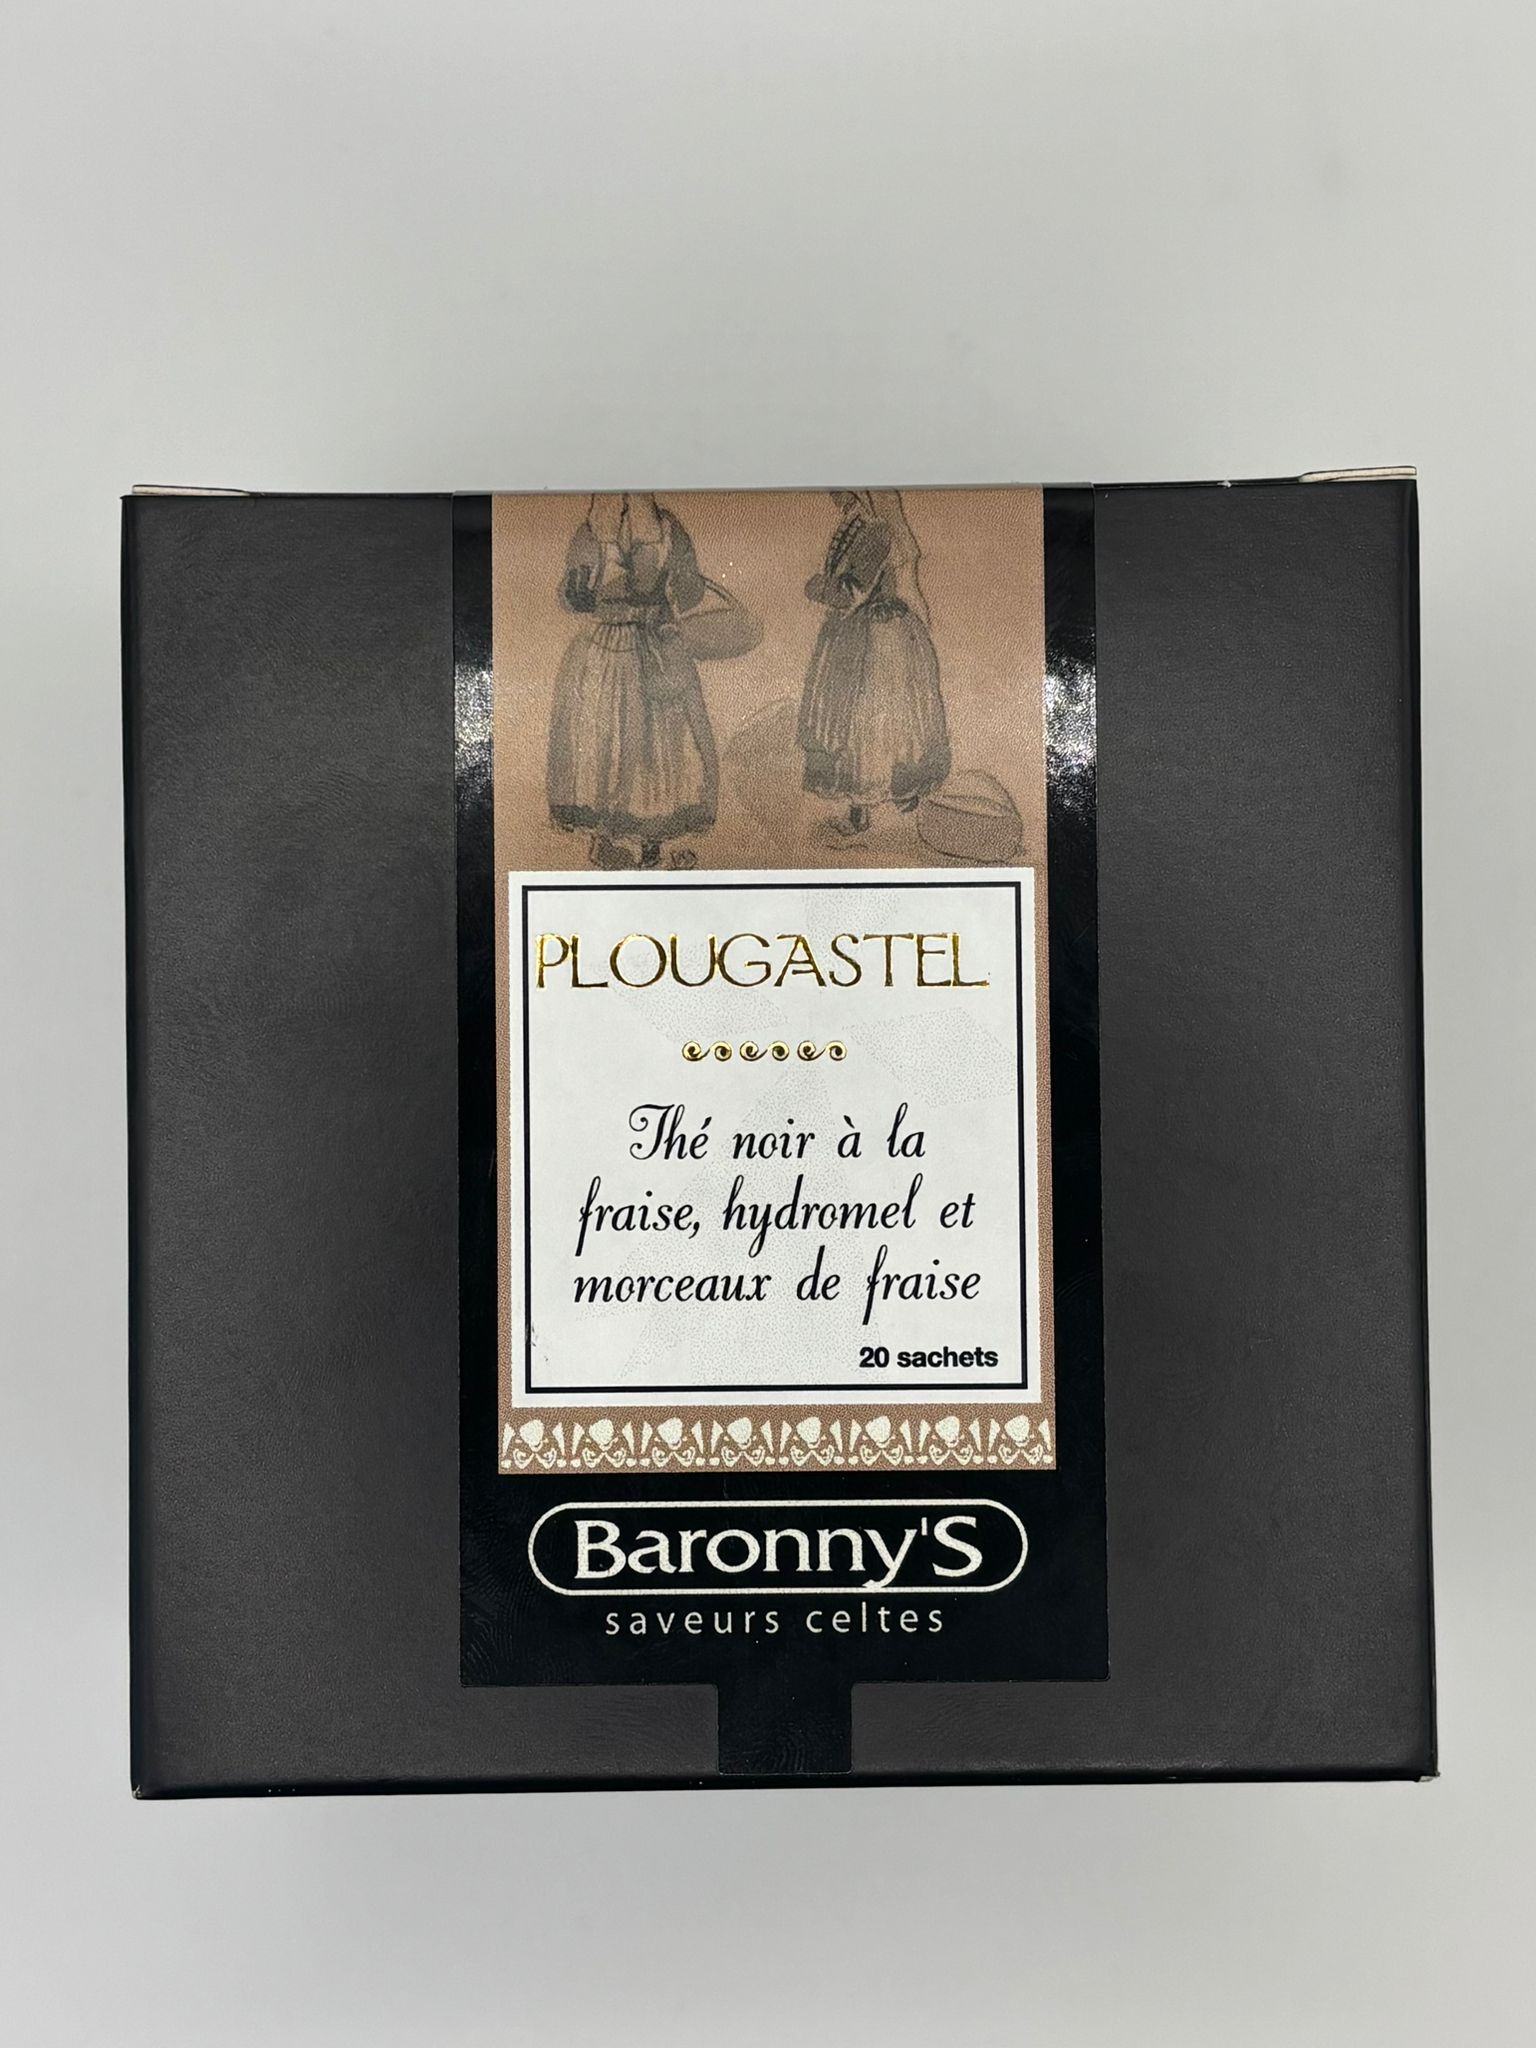 PLOUGASTEL
Thé noir à la
fraise, hydromel et
morceaux de fraise
20 sachets
Baronny'S
saveurs celtes